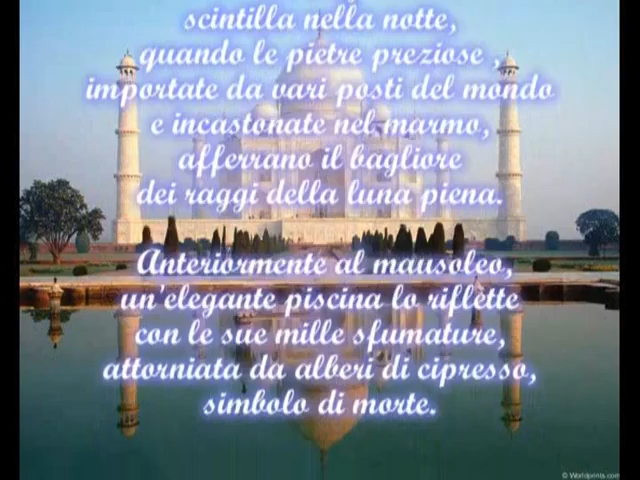 scintilla nella notte,
quando le pietre preziose ,
importate da vari posti del mondo
e incastonate nel marmo,
afferrano il bagliore
dei raggi della luna piena.
Anteriormente al mausoleo,
un'elegante piscina lo riflette
con le sue mille sfumature,
attorniata da alberi di cipresso,
simbolo di morte.
© Worldprints.com